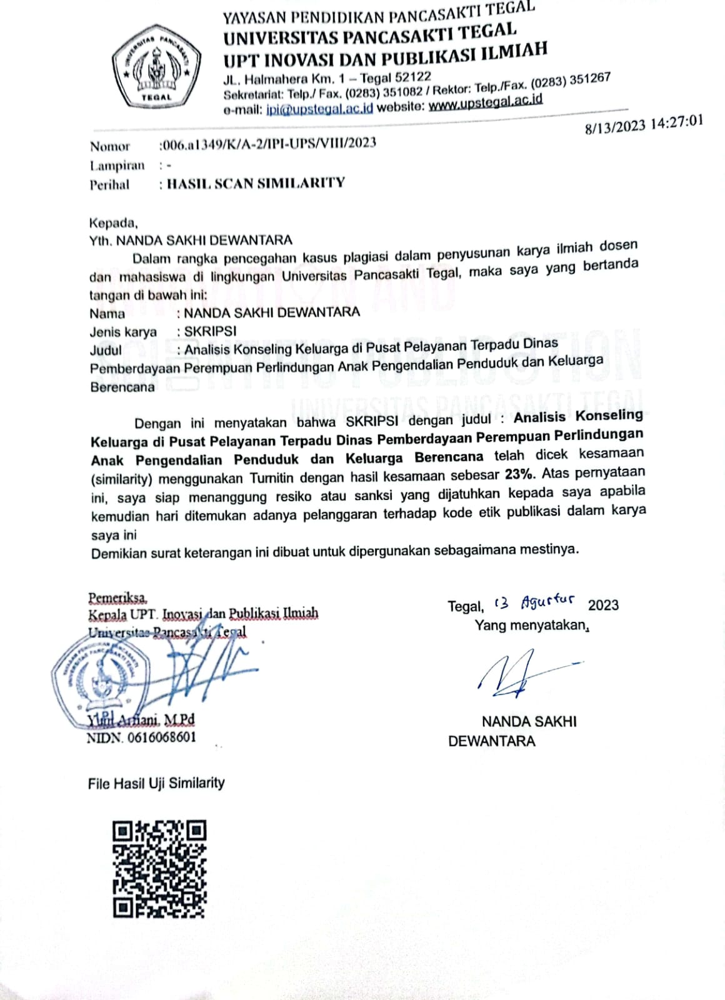 YAYASAN PENDIDIKAN PANCASAKTI TEGAL
UNIVERSITAS PANCASAKTI TEGAL
UPT INOVASI DAN PUBLIKASI ILMIAH
JL. Halmahera Km. 1 – Tegal 52122
Sekretariat: Telp./ Fax. (0283) 351082 / Rektor: Telp./Fax. (0283) 351267
e-mail: ipi@upstegal.ac.id website: www.upstegal.ac.id
UNIVERSITAS PANCASAKTI
TEGAL
8/13/2023 14:27:01
Nomor :006.a1349/K/A-2/IPI-UPS/VIII/2023
Lampiran : -
Perihal : HASIL SCAN SIMILARITY
Kepada,
Yth. NANDA SAKHI DEWANTARA
Dalam rangka pencegahan kasus plagiasi dalam penyusunan karya ilmiah dosen
dan mahasiswa di lingkungan Universitas Pancasakti Tegal, maka saya yang bertanda
tangan di bawah ini:
Nama : NANDA SAKHI DEWANTARA
Jenis karya : SKRIPSI
Judul : Analisis Konseling Keluarga di Pusat Pelayanan Terpadu Dinas
Pemberdayaan Perempuan Perlindungan Anak Pengendalian Penduduk dan Keluarga
Berencana
UNIVERSITAS PANCASAKTI TEGAL
Dengan ini menyatakan bahwa SKRIPSI dengan judul : Analisis Konseling
Keluarga di Pusat Pelayanan Terpadu Dinas Pemberdayaan Perempuan Perlindungan
Anak Pengendalian Penduduk dan Keluarga Berencana telah dicek kesamaan
(similarity) menggunakan Turnitin dengan hasil kesamaan sebesar 23%. Atas pernyataan
ini, saya siap menanggung resiko atau sanksi yang dijatuhkan kepada saya apabila
kemudian hari ditemukan adanya pelanggaran terhadap kode etik publikasi dalam karya
saya ini
Demikian surat keterangan ini dibuat untuk dipergunakan sebagaimana mestinya.
Pemeriksa,
Kepala UPT. Inovasi dan Publikasi Ilmiah
Universitas Pancasakti Tegal
M.Pd
NIDN. 0616068601
Tegal, 13 Agustus 2023
Yang menyatakan,
NANDA SAKHI
DEWANTARA
File Hasil Uji Similarity